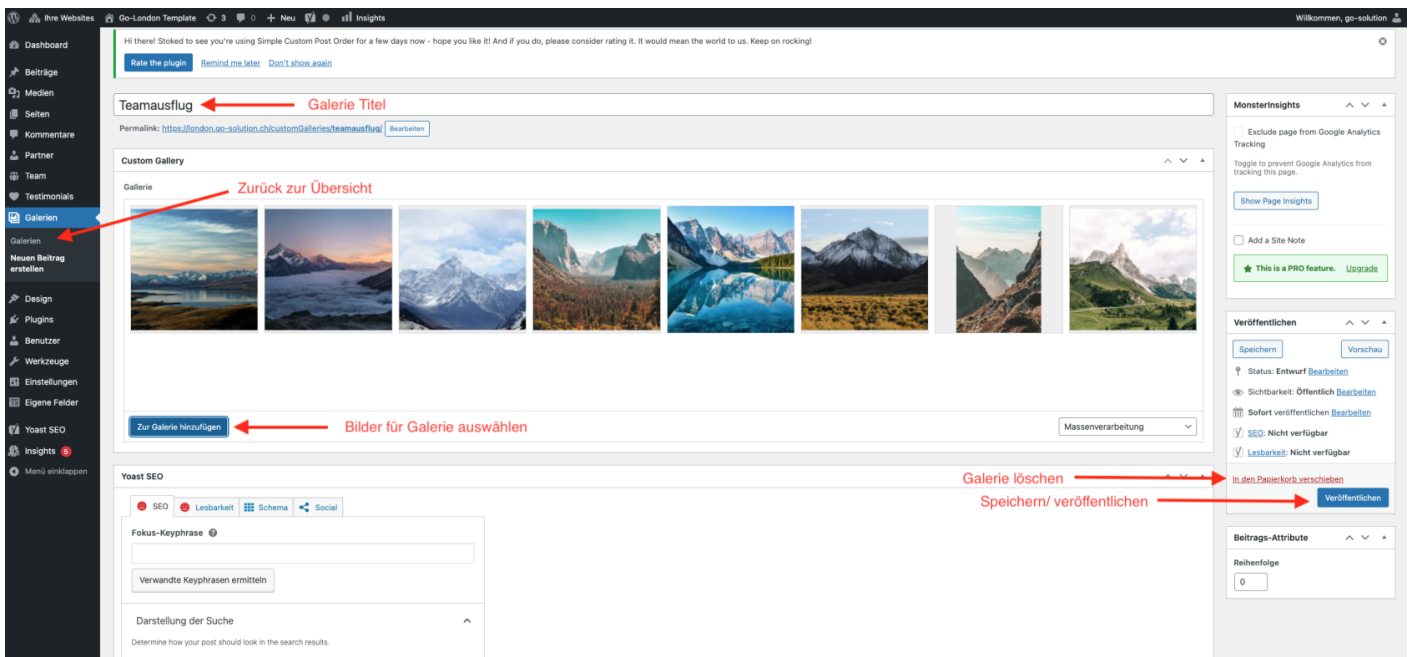 Ihre Websites Go-London Template 3 0 + Neu Insights Willkommen, go-solution
Dashboard
Beiträge
Medien
Seiten
Kommentare
Partner
Team
Testimonials
Galerien
Galerien
Neuen Beitrag
erstellen
Design
Plugins
Benutzer
Werkzeuge
Einstellungen
Eigene Felder
Yoast SEO
Insights 5
Menü einklappen
Hi there! Stoked to see you're using Simple Custom Post Order for a few days now - hope you like it! And if you do, please consider rating it. It would mean the world to us. Keep on rocking!
Rate the plugin Remind me later Don't show again
Teamausflug Galerie Titel
Permalink: https://london.go-solution.ch/customGalleries/teamausflug/ Bearbeiten
Custom Gallery
Gallerie
Zurück zur Übersicht
Zur Galerie hinzufügen Bilder für Galerie auswählen Massenverarbeitung
Yoast SEO
Galerie löschen
Speichern/ veröffentlichen
SEO Lesbarkeit Schema Social
Fokus-Keyphrase
Verwandte Keyphrasen ermitteln
Darstellung der Suche
Determine how your post should look in the search results.
MonsterInsights
Exclude page from Google Analytics
Tracking
Toggle to prevent Google Analytics from
tracking this page.
Show Page Insights
Add a Site Note
This is a PRO feature. Upgrade
Veröffentlichen
Speichern Vorschau
Status: Entwurf Bearbeiten
Sichtbarkeit: Öffentlich Bearbeiten
Sofort veröffentlichen Bearbeiten
SEO: Nicht verfügbar
Lesbarkeit: Nicht verfügbar
In den Papierkorb verschieben
Veröffentlichen
Beitrags-Attribute
Reihenfolge
0